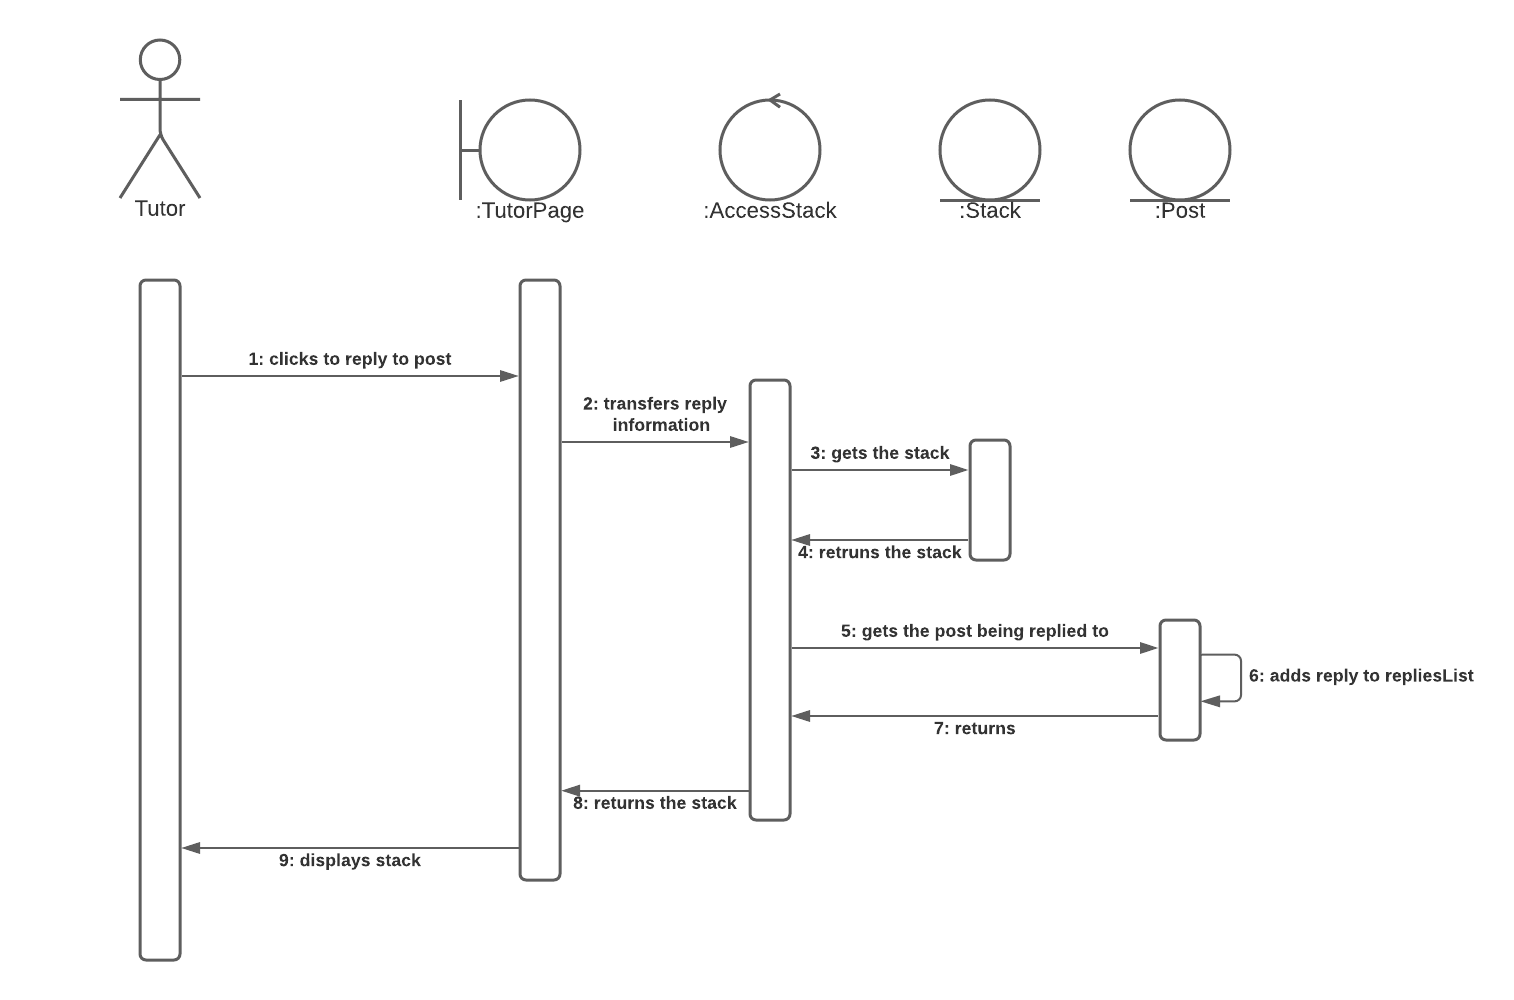 Tutor
:TutorPage
:AccessStack
:Stack
:Post
1: clicks to reply to post
2: transfers reply
information
3: gets the stack
4: retruns the stack
5: gets the post being replied to
6: adds reply to repliesList
7: returns
8: returns the stack
9: displays stack